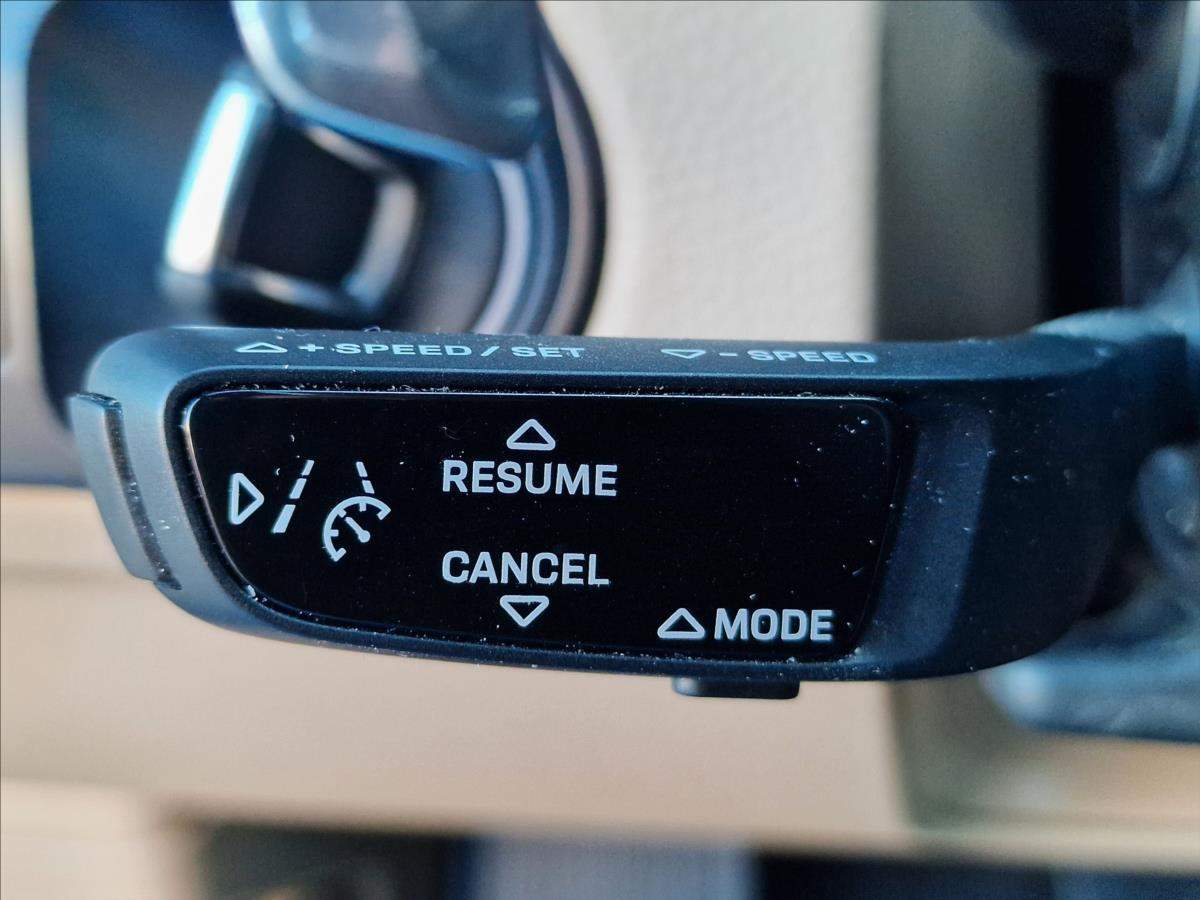 + SPEED / SET - SPEED
RESUME
CANCEL
MODE